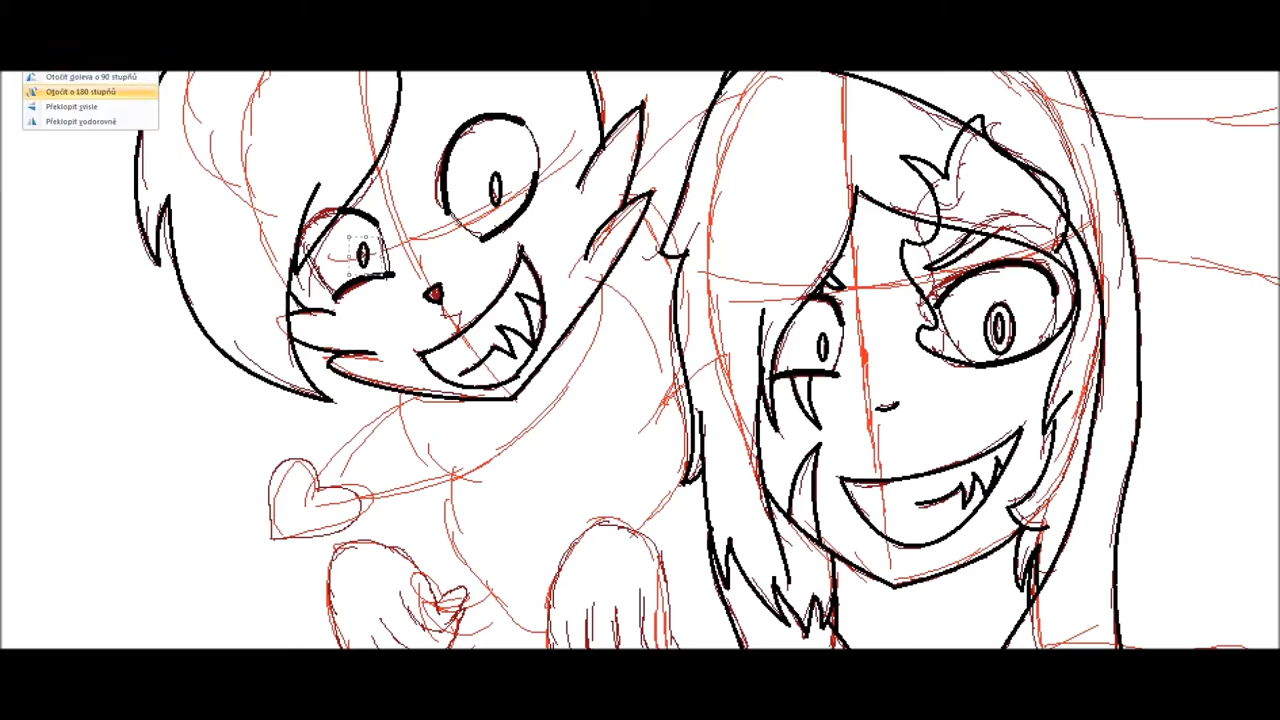 Otočit doleva o 90 stupňů
Otočit o 180 stupňů
Překlopit svisle
Překlopit vodorovně